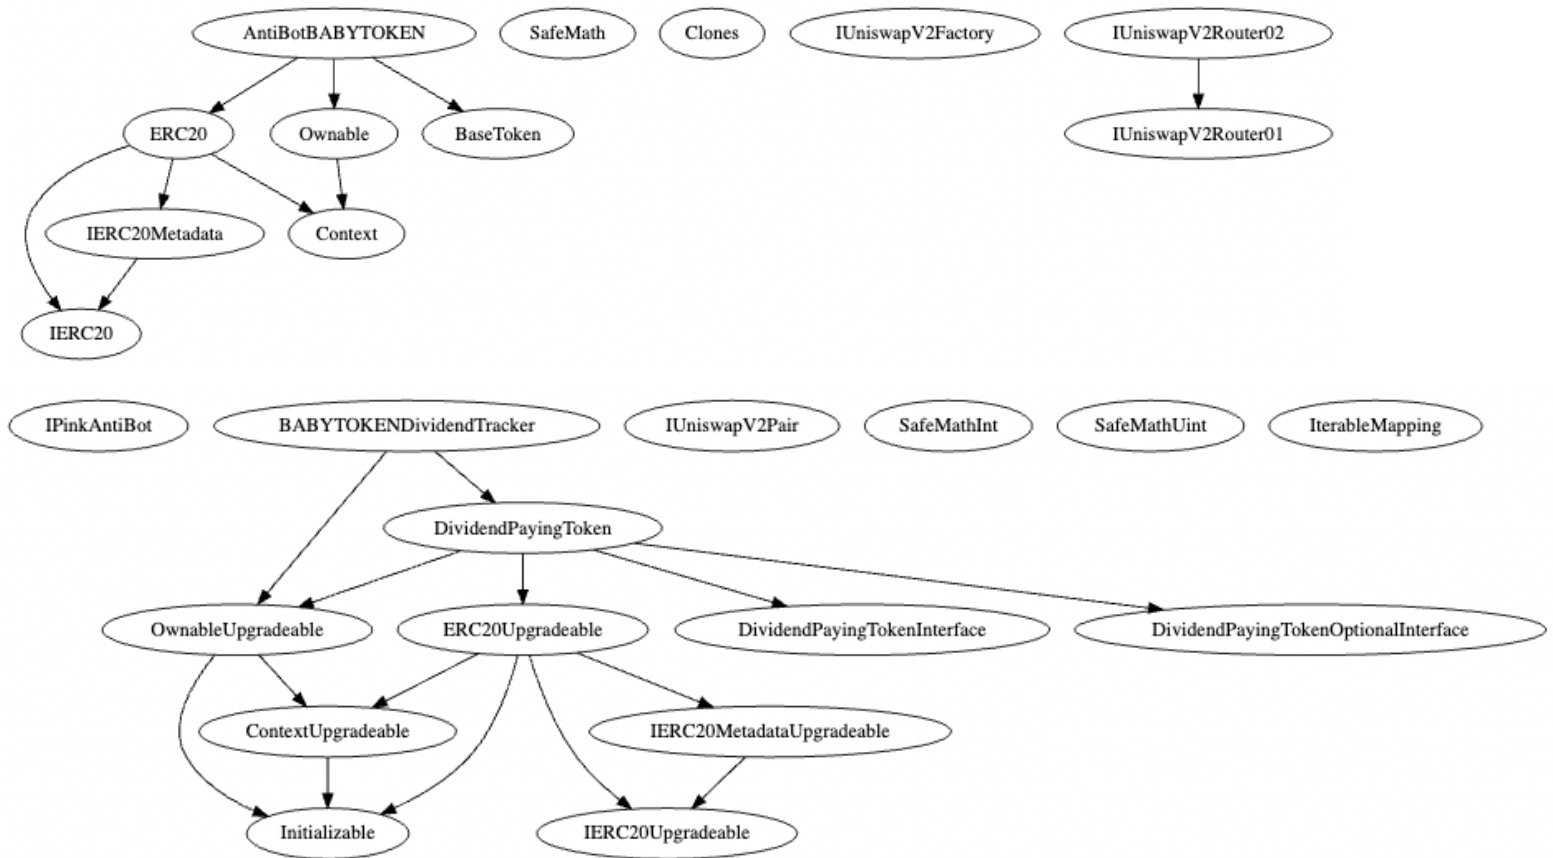 AntiBotBABYTOKEN
SafeMath
Clones
IUniswapV2Factory
IUniswapV2Router02
ERC20
Ownable
BaseToken
IUniswapV2Router01
IERC20Metadata
Context
IERC20
IPinkAntiBot
BABYTOKENDividendTracker
IUniswapV2Pair
SafeMathInt
SafeMathUint
IterableMapping
DividendPayingToken
OwnableUpgradeable
ERC20Upgradeable
DividendPayingTokenInterface
DividendPayingTokenOptionalInterface
ContextUpgradeable
IERC20MetadataUpgradeable
Initializable
IERC20Upgradeable